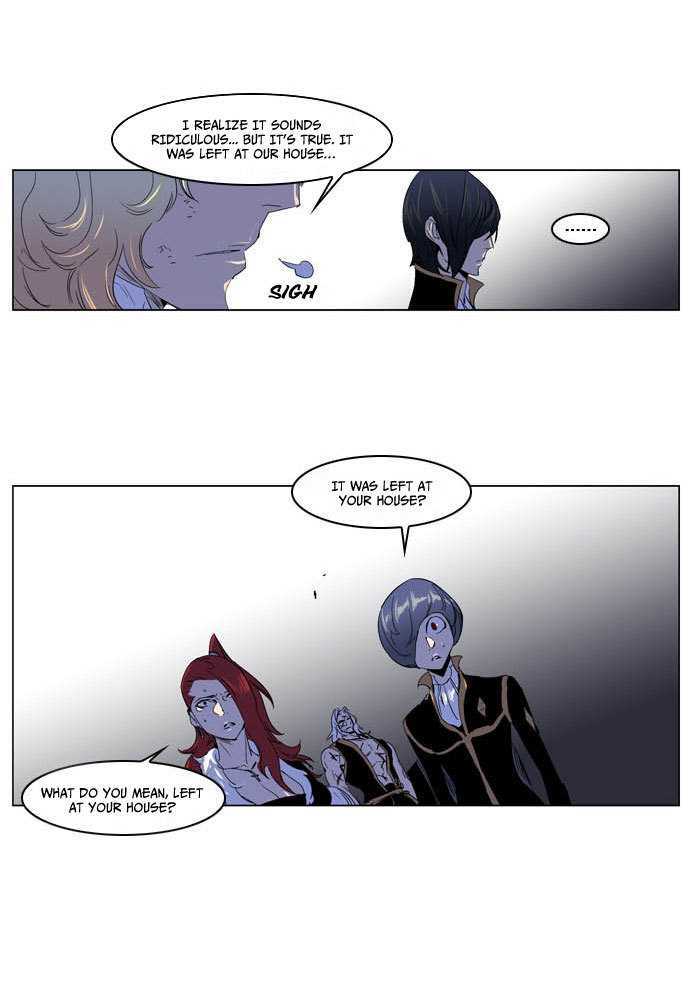 I REALIZE IT SOUNDS
RIDICULOUS... BUT IT'S TRUE. IT
WAS LEFT AT OUR HOUSE...
......
SIGH
IT WAS LEFT AT
YOUR HOUSE?
WHAT DO YOU MEAN, LEFT
AT YOUR HOUSE?